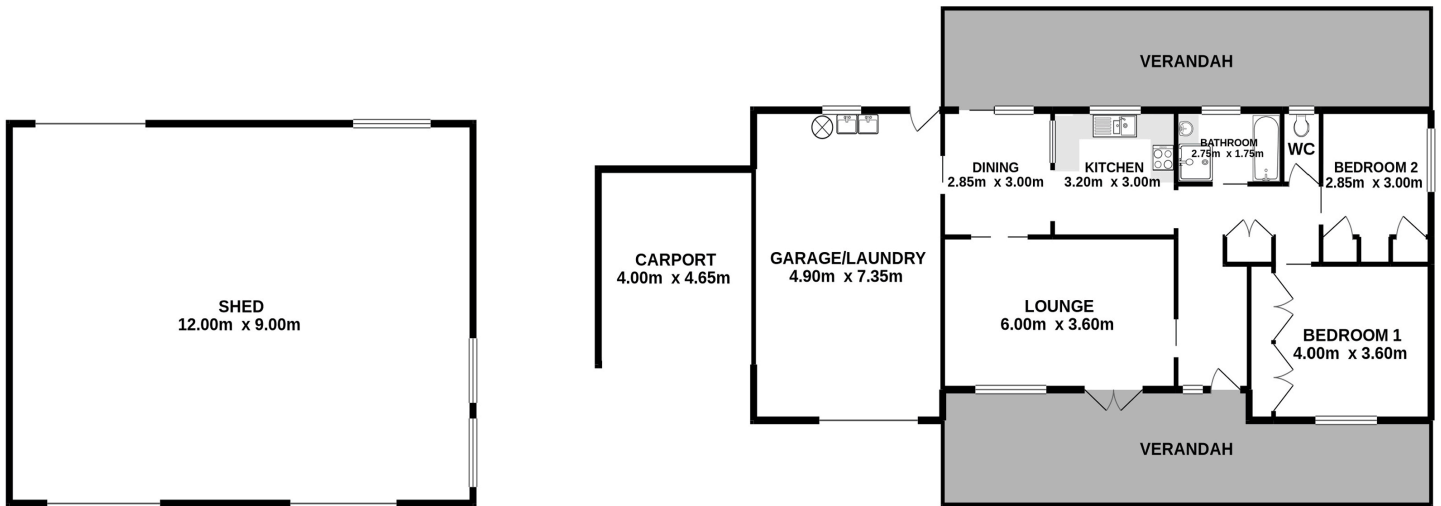 VERANDAH
DINING
2.85m x 3.00m
KITCHEN
3.20m x 3.00m
BATHROOM
2.75m x 1.75m
WC
BEDROOM 2
2.85m x 3.00m
CARPORT
4.00m x 4.65m
GARAGE/LAUNDRY
4.90m x 7.35m
SHED
12.00m x 9.00m
LOUNGE
6.00m x 3.60m
BEDROOM 1
4.00m x 3.60m
VERANDAH